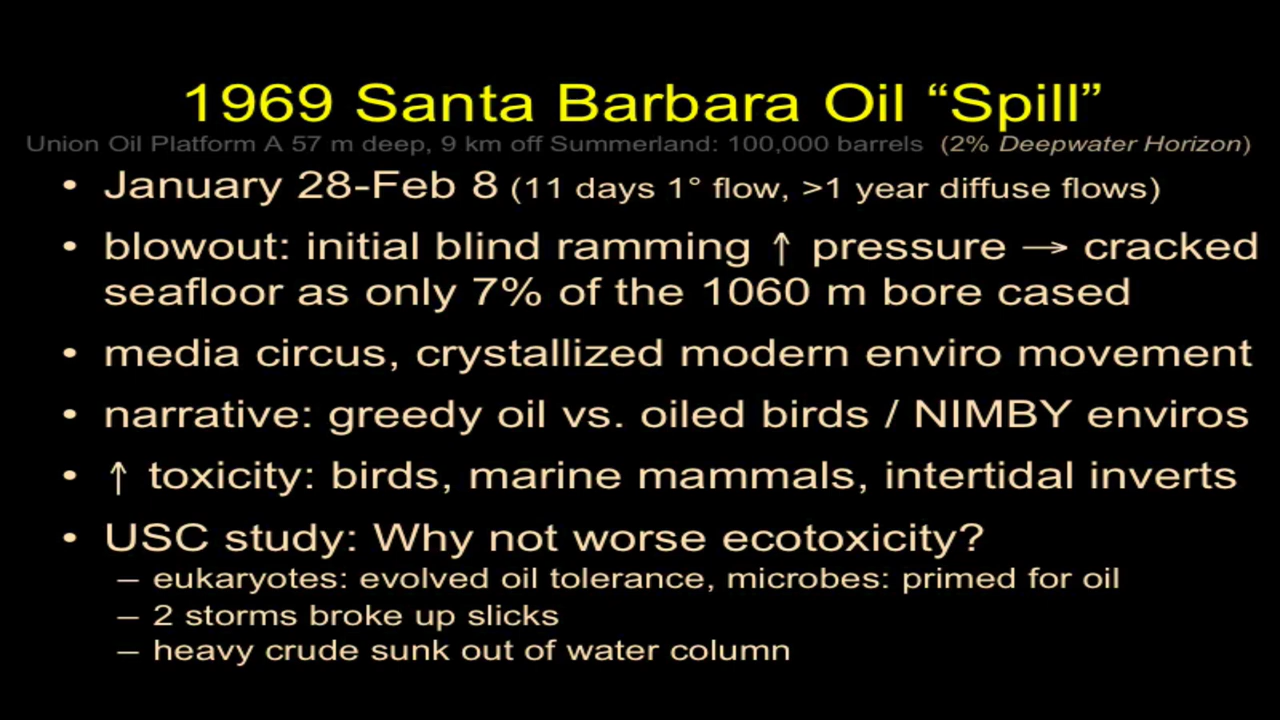 1969 Santa Barbara Oil “Spill”
Union Oil Platform A 57 m deep, 9 km off Summerland: 100,000 barrels (2% Deepwater Horizon)
• January 28-Feb 8 (11 days 1° flow, >1 year diffuse flows)
• blowout: initial blind ramming ↑ pressure → cracked
seafloor as only 7% of the 1060 m bore cased
• media circus, crystallized modern enviro movement
• narrative: greedy oil vs. oiled birds / NIMBY enviros
• ↑ toxicity: birds, marine mammals, intertidal inverts
• USC study: Why not worse ecotoxicity?
– eukaryotes: evolved oil tolerance, microbes: primed for oil
– 2 storms broke up slicks
– heavy crude sunk out of water column